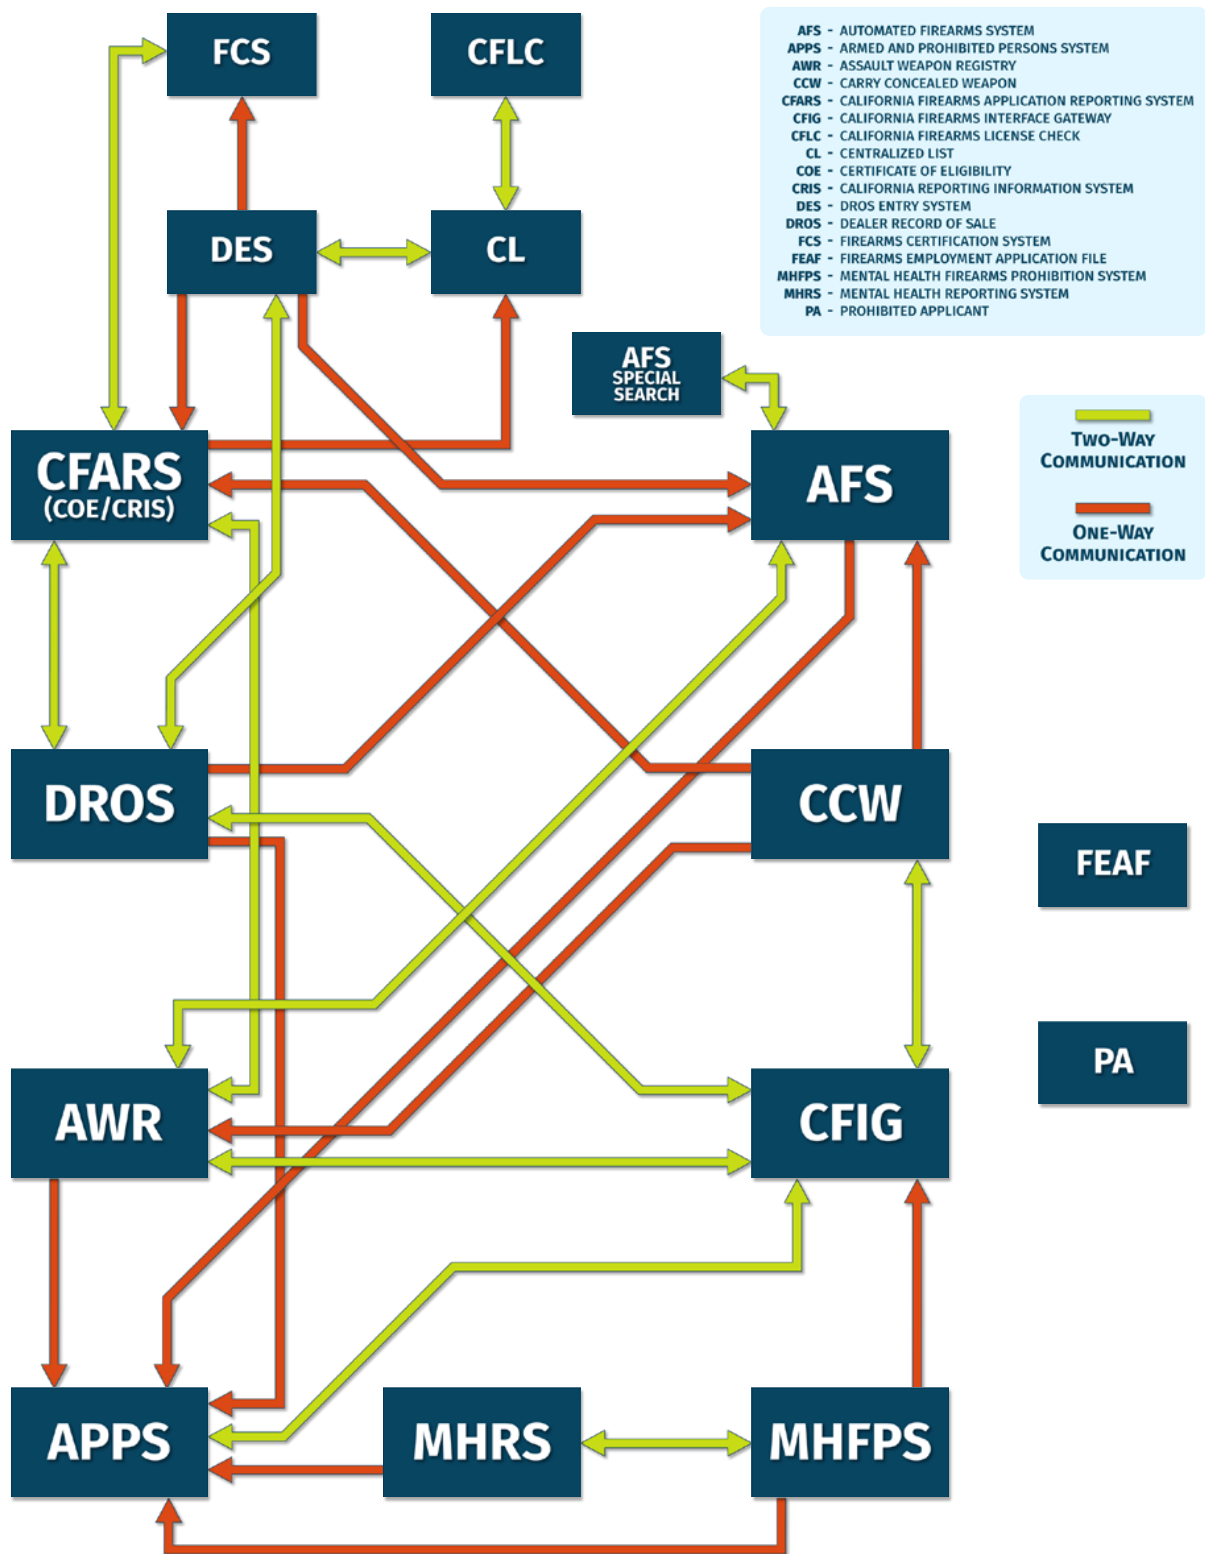 FCS
CFLC
AFS - AUTOMATED FIREARMS SYSTEM
APPS - ARMED AND PROHIBITED PERSONS SYSTEM
AWR - ASSAULT WEAPON REGISTRY
CCW - CARRY CONCEALED WEAPON
CFARS - CALIFORNIA FIREARMS APPLICATION REPORTING SYSTEM
CFIG - CALIFORNIA FIREARMS INTERFACE GATEWAY
CFLC - CALIFORNIA FIREARMS LICENSE CHECK
CL - CENTRALIZED LIST
COE - CERTIFICATE OF ELIGIBILITY
CRIS - CALIFORNIA REPORTING INFORMATION SYSTEM
DES - DROS ENTRY SYSTEM
DROS - DEALER RECORD OF SALE
FCS - FIREARMS CERTIFICATION SYSTEM
FEAF - FIREARMS EMPLOYMENT APPLICATION FILE
MHFPS - MENTAL HEALTH FIREARMS PROHIBITION SYSTEM
MHRS - MENTAL HEALTH REPORTING SYSTEM
PA - PROHIBITED APPLICANT
DES
CL
AFS
SPECIAL
SEARCH
TWO-WAY
COMMUNICATION
ONE-WAY
COMMUNICATION
CFARS
(COE/CRIS)
AFS
DROS
CCW
FEAF
PA
AWR
CFIG
APPS
MHRS
MHFPS